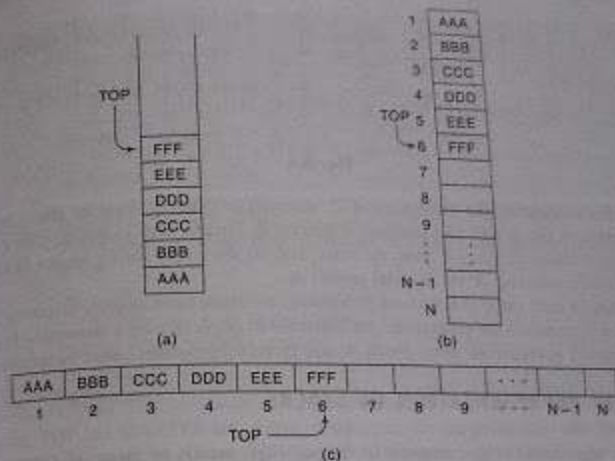 TOP
FFF
EEE
DDD
CCC
BBB
AAA
(a)
1 AAA
2 BBB
3 CCC
4 DDD
TOP 5 EEE
6 FFF
7
8
9
N-1
N
(b)
AAA BBB CCC DDD EEE FFF - - -
1 2 3 4 5 6 7 8 9 - - - N-1 N
TOP
(c)